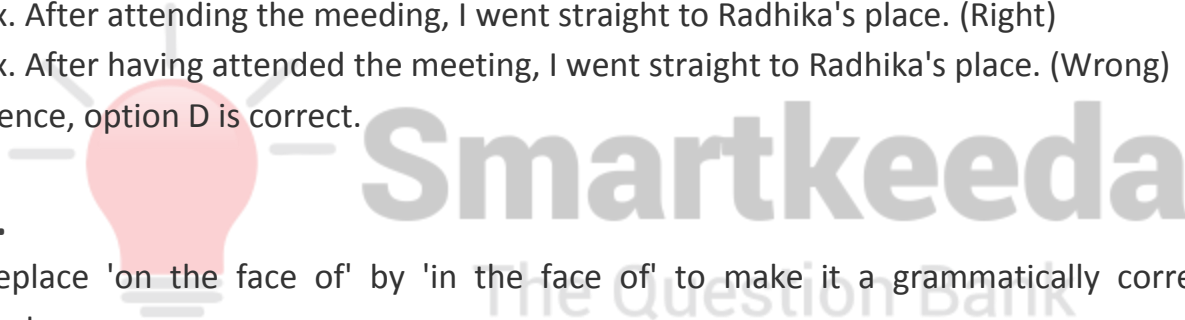 x. After attending the meeding, I went straight to Radhika's place. (Right)
x. After having attended the meeting, I went straight to Radhika's place. (Wrong)
ence, option D is correct.
Smartkeeda
.
eplace 'on the face of' by 'in the face of' to make it a grammatically corre
The Question Bank